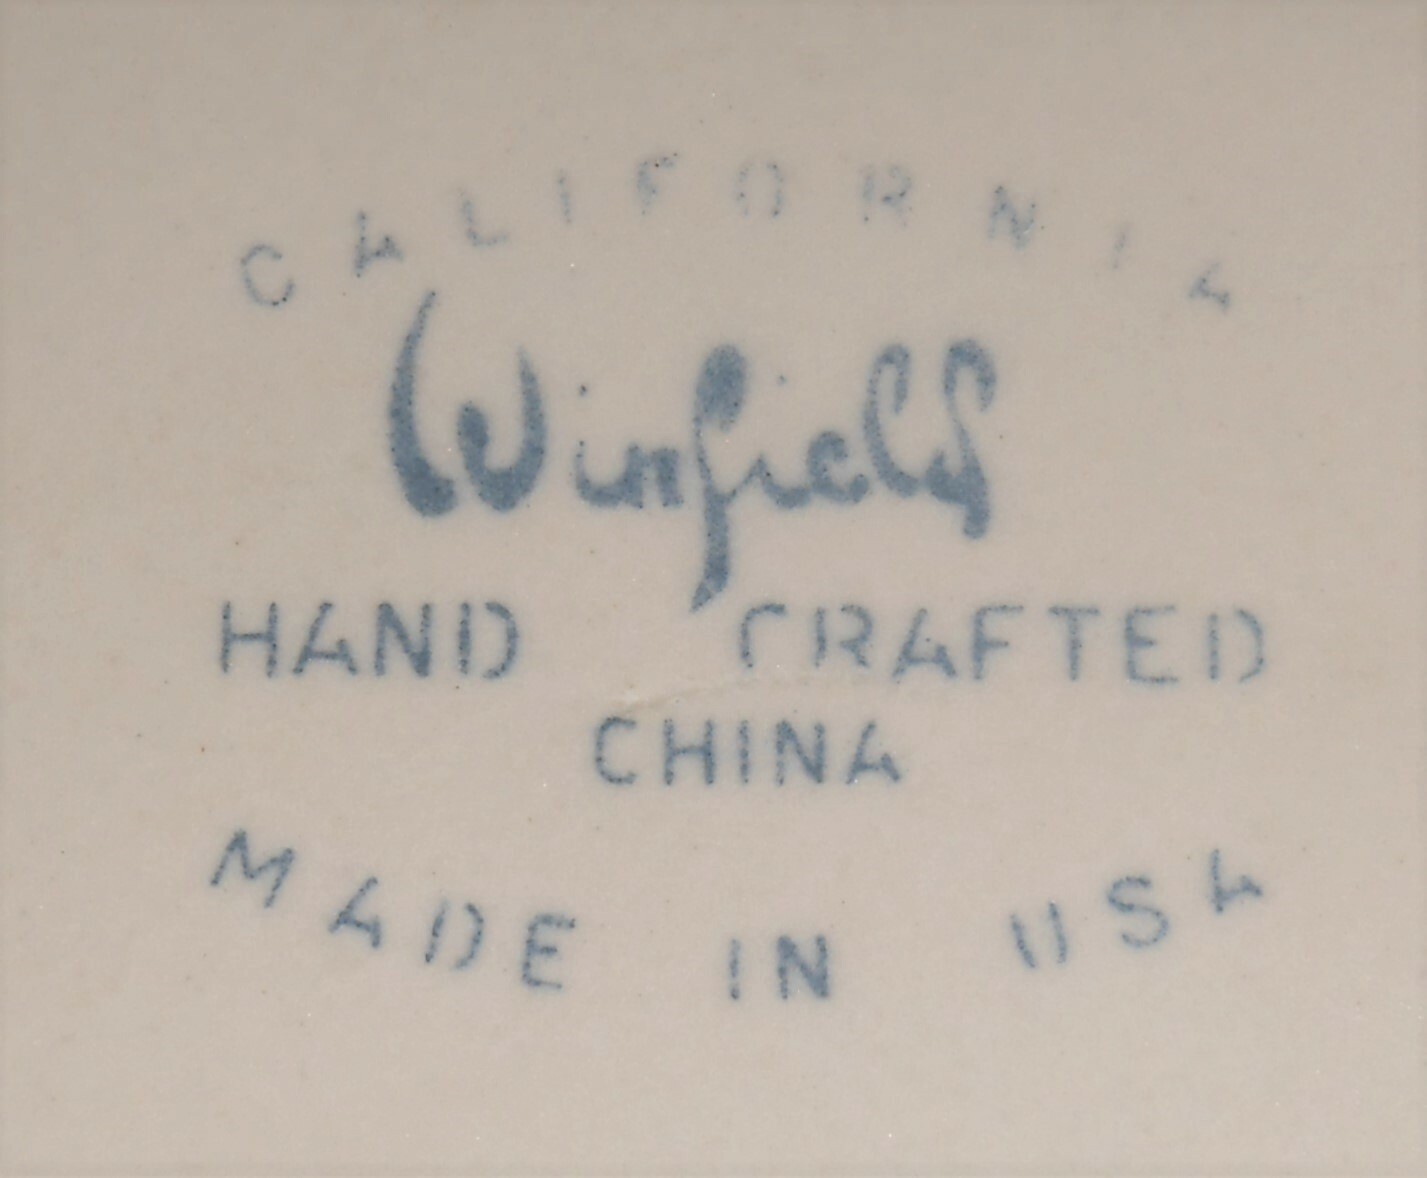 CALIFORNIA
Winfield
HAND CRAFTED
CHINA
MADE IN USA